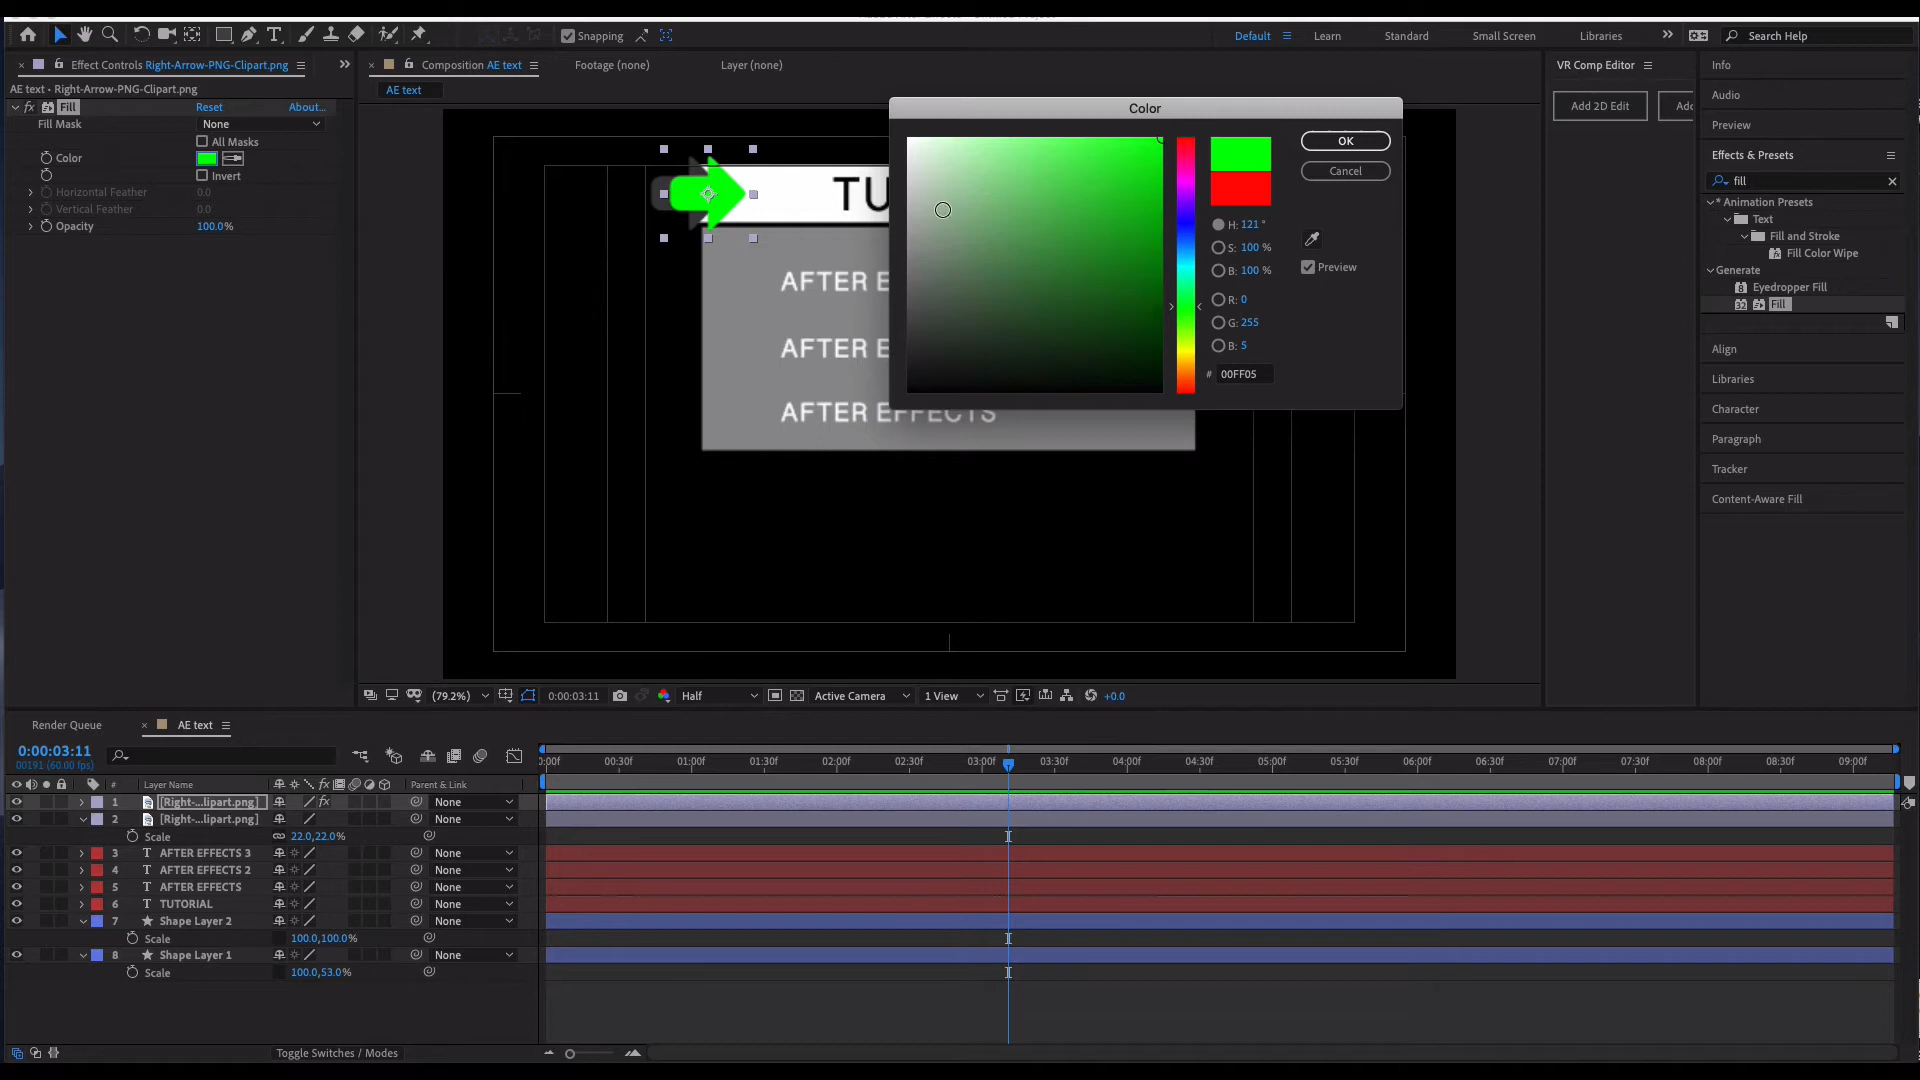 Snapping
Default
Learn
Standard
Small Screen
Libraries
Search Help
Effect Controls Right-Arrow-PNG-Clipart.png
Composition AE text
Footage (none)
Layer (none)
VR Comp Editor
Info
AE text • Right-Arrow-PNG-Clipart.png
AE text
Add 2D Edit
Audio
fx Fill
Reset
About...
Color
Fill Mask
None
Preview
All Masks
OK
Effects & Presets
Color
Cancel
fill
Invert
TU
* Animation Presets
Horizontal Feather
0.0
Text
Vertical Feather
0.0
H: 121 °
Fill and Stroke
Opacity
100.0%
S: 100 %
Fill Color Wipe
B: 100 %
Preview
Generate
AFTER E
R: 0
8 Eyedropper Fill
G: 255
32 Fill
AFTER E
B: 5
Align
# 00FF05
Libraries
AFTER EFFECTS
Character
Paragraph
Tracker
Content-Aware Fill
(79.2%)
0:00:03:11
Half
Active Camera
1 View
+0.0
Render Queue
AE text
0:00:03:11
00191 (60.00 fps)
0:00f
00:30f
01:00f
01:30f
02:00f
02:30f
03:00f
03:30f
04:00f
04:30f
05:00f
05:30f
06:00f
06:30f
07:00f
07:30f
08:00f
08:30f
09:00f
#
Layer Name
fx
Parent & Link
1 [Right-...lipart.png] fx None
2 [Right-...lipart.png] None
Scale 22.0,22.0%
3 T AFTER EFFECTS 3 None
4 T AFTER EFFECTS 2 None
5 T AFTER EFFECTS None
6 T TUTORIAL None
7 Shape Layer 2 None
Scale 100.0,100.0%
8 Shape Layer 1 None
Scale 100.0,53.0%
Toggle Switches / Modes